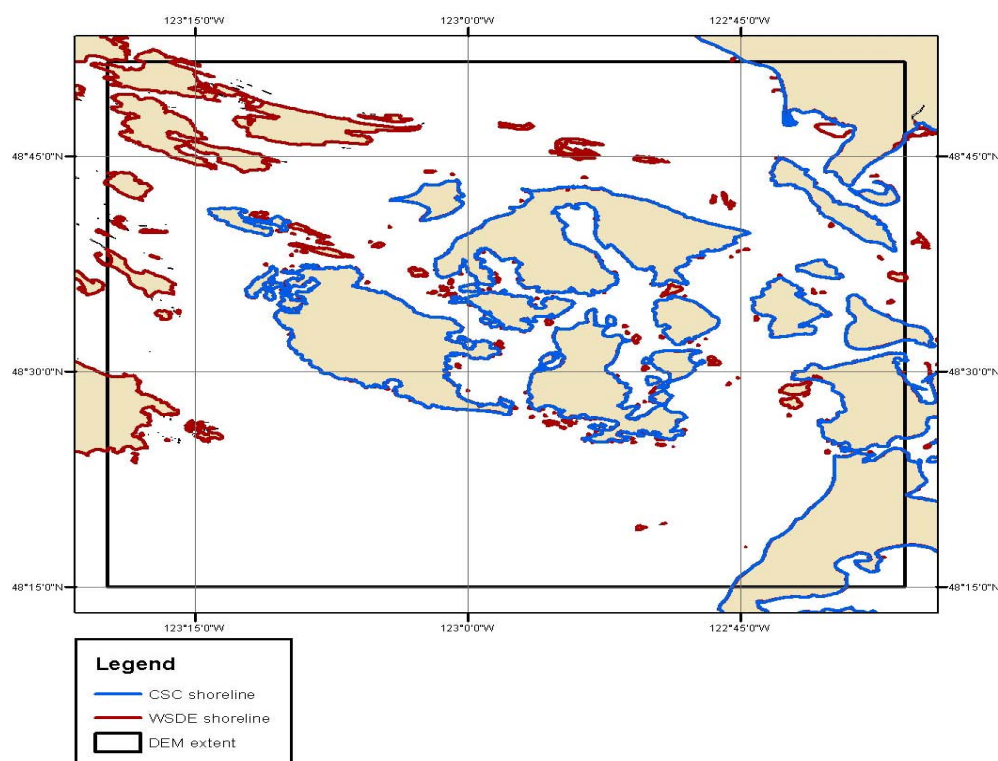 123°15'0"W 123°0'0"W 122°45'0"W
48°45'0"N 48°45'0"N
48°30'0"N 48°30'0"N
48°15'0"N 48°15'0"N
123°15'0"W 123°0'0"W 122°45'0"W
Legend
CSC shoreline
WSDE shoreline
DEM extent